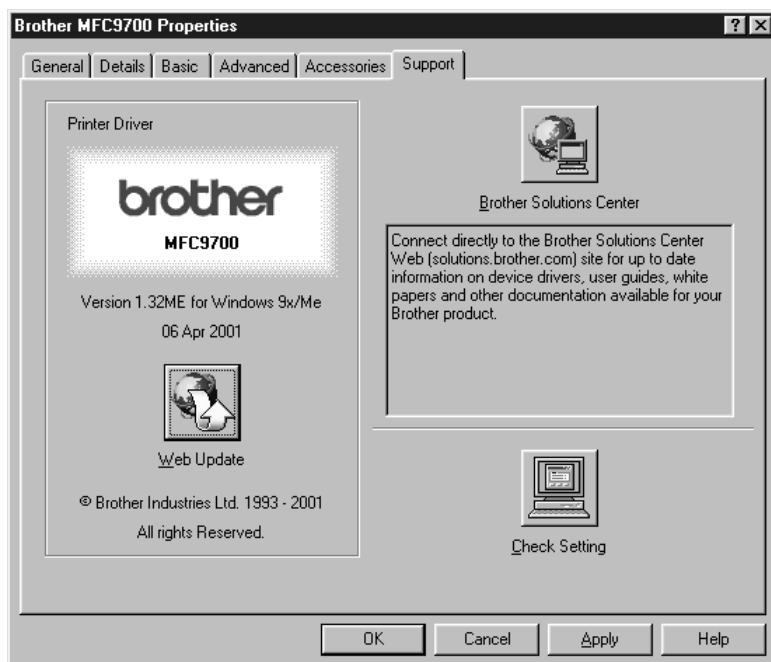 Brother MFC9700 Properties
General
Details
Basic
Advanced
Accessories
Support
Printer Driver
brother
MFC9700
Version 1.32ME for Windows 9x/Me
06 Apr 2001
Web Update
© Brother Industries Ltd. 1993 - 2001
All rights Reserved.
Brother Solutions Center
Connect directly to the Brother Solutions Center
Web (solutions.brother.com) site for up to date
information on device drivers, user guides, white
papers and other documentation available for your
Brother product.
Check Setting
OK
Cancel
Apply
Help